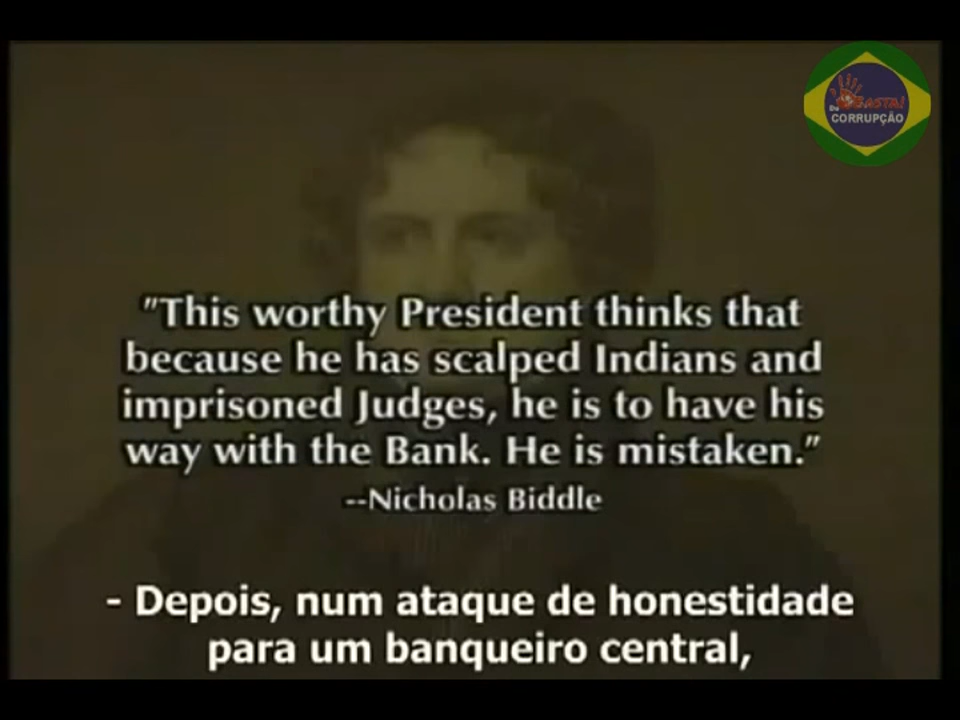 De BASTA!
CORRUPÇÃO
"This worthy President thinks that
because he has scalped Indians and
imprisoned Judges, he is to have his
way with the Bank. He is mistaken."
--Nicholas Biddle
- Depois, num ataque de honestidade
para um banqueiro central,